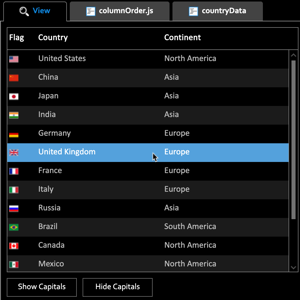 View columnOrder.js countryData
Flag Country Continent
United States North America
China Asia
Japan Asia
India Asia
Germany Europe
United Kingdom Europe
France Europe
Italy Europe
Russia Asia
Brazil South America
Canada North America
Mexico North America
Show Capitals Hide Capitals